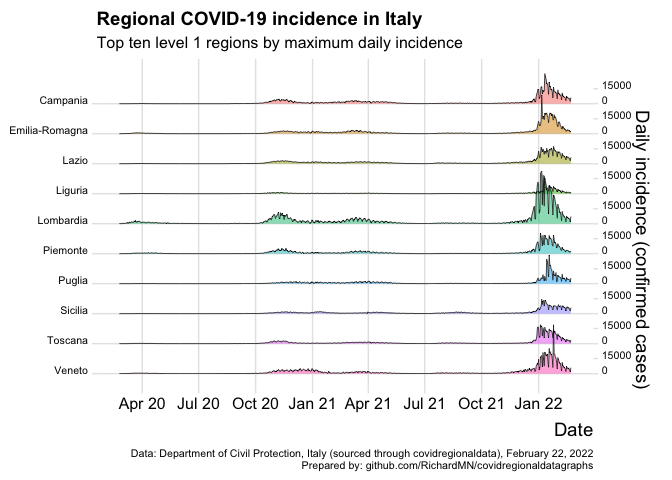 Regional COVID-19 incidence in Italy
Top ten level 1 regions by maximum daily incidence
Campania
Emilia-Romagna
Lazio
Liguria
Lombardia
Piemonte
Puglia
Sicilia
Toscana
Veneto
15000
0
15000
0
15000
0
15000
0
15000
0
15000
0
15000
0
15000
0
15000
0
15000
0
Daily incidence (confirmed cases)
Apr 20 Jul 20 Oct 20 Jan 21 Apr 21 Jul 21 Oct 21 Jan 22
Date
Data: Department of Civil Protection, Italy (sourced through covidregionaldata), February 22, 2022
Prepared by: github.com/RichardMN/covidregionaldatagraphs